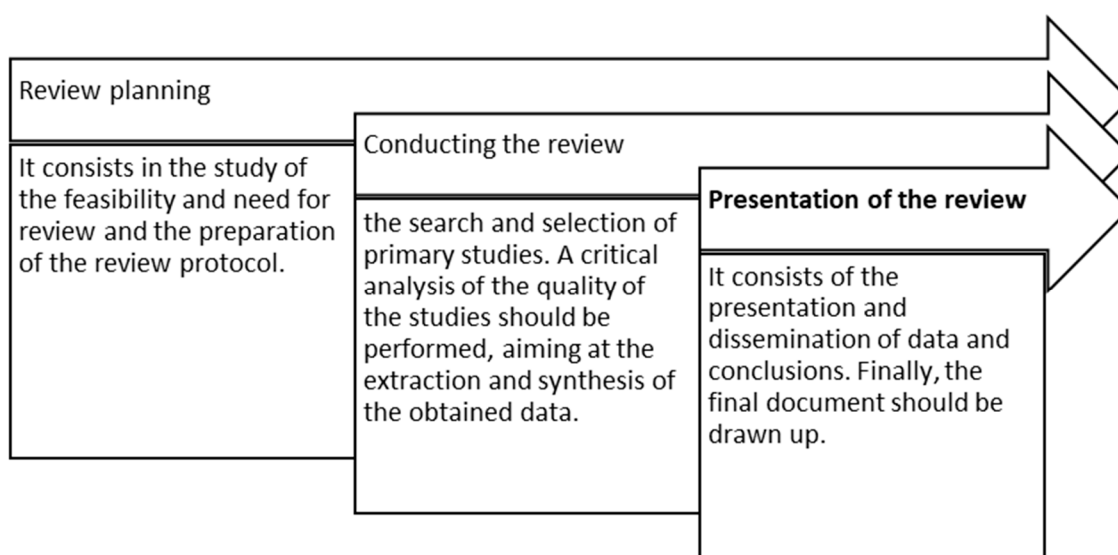 Review planning
It consists in the study of
the feasibility and need for
review and the preparation
of the review protocol.
Conducting the review
the search and selection of
primary studies. A critical
analysis of the quality of
the studies should be
performed, aiming at the
extraction and synthesis of
the obtained data.
Presentation of the review
It consists of the
presentation and
dissemination of data and
conclusions. Finally, the
final document should be
drawn up.